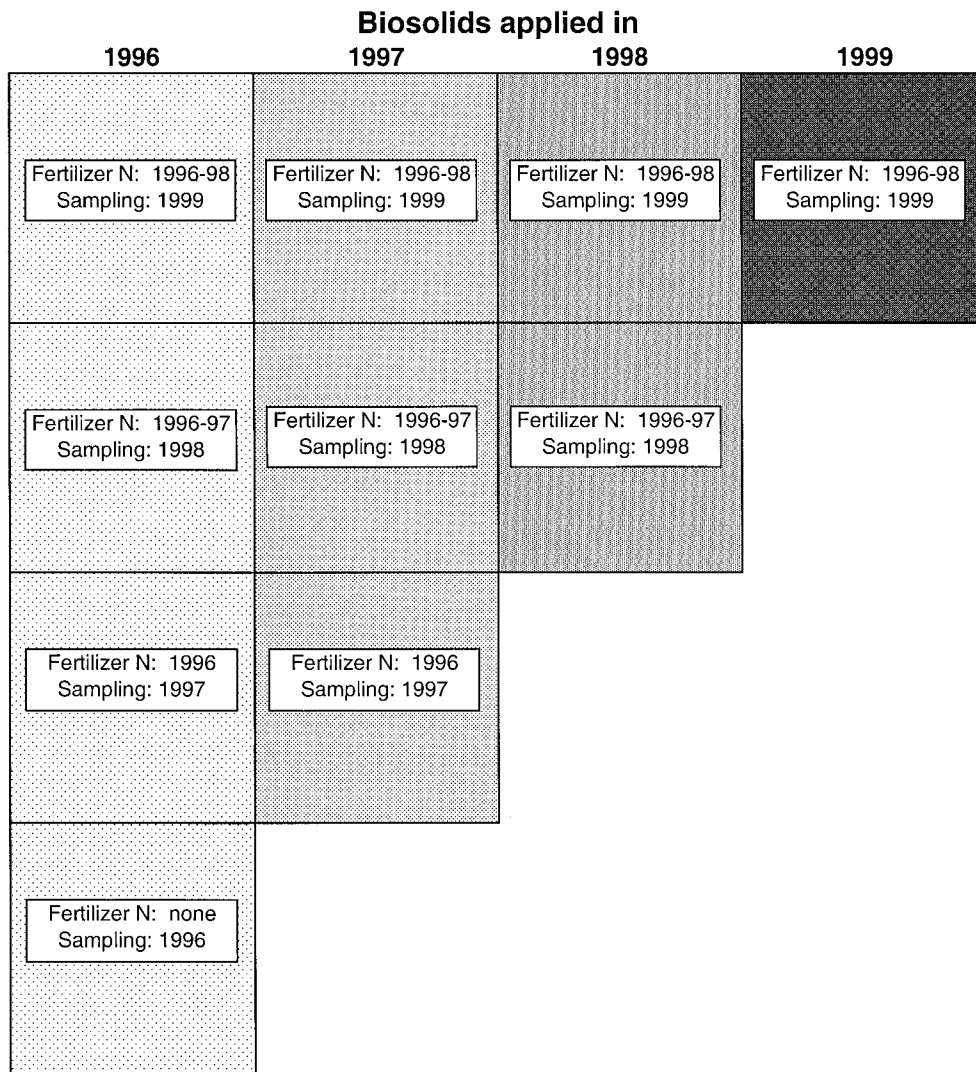 Biosolids applied in
1996 1997 1998 1999
Fertilizer N: 1996-98 Fertilizer N: 1996-98 Fertilizer N: 1996-98 Fertilizer N: 1996-98
Sampling: 1999 Sampling: 1999 Sampling: 1999 Sampling: 1999
Fertilizer N: 1996-97 Fertilizer N: 1996-97 Fertilizer N: 1996-97
Sampling: 1998 Sampling: 1998 Sampling: 1998
Fertilizer N: 1996 Fertilizer N: 1996
Sampling: 1997 Sampling: 1997
Fertilizer N: none
Sampling: 1996